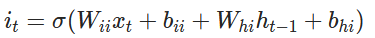 i_t = σ(W_{ii}x_t + b_{ii} + W_{hi}h_{t−1} + b_{hi})